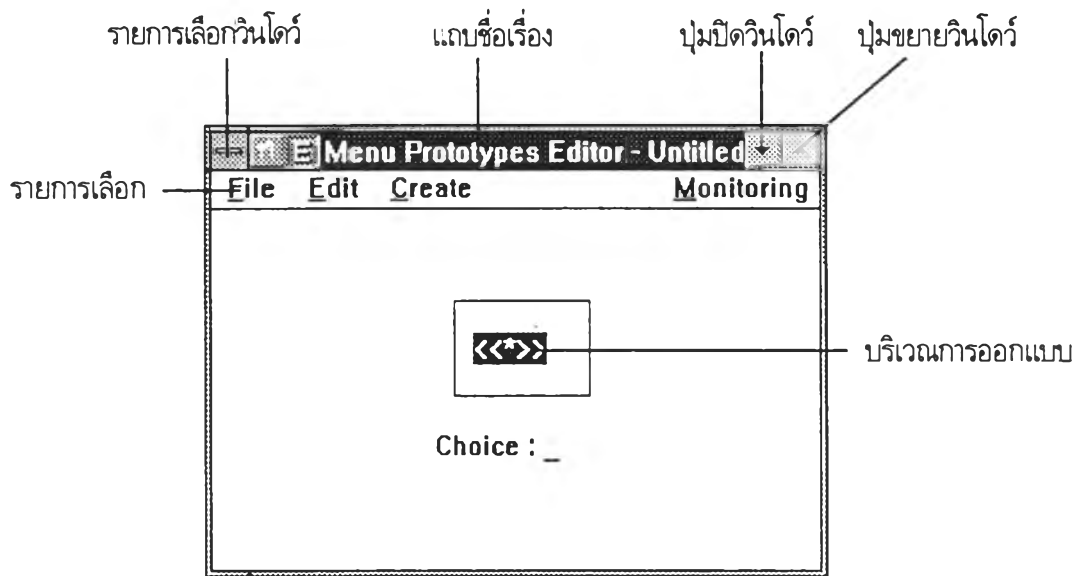 รายการเลือกวินโดว์ แถบชื่อเรื่อง ปุ่มปิดวินโดว์ ปุ่มขยายวินโดว์
Menu Prototypes Editor - Untitled
รายการเลือก File Edit Create Monitoring
<<*>> บริเวณการออกแบบ
Choice : _